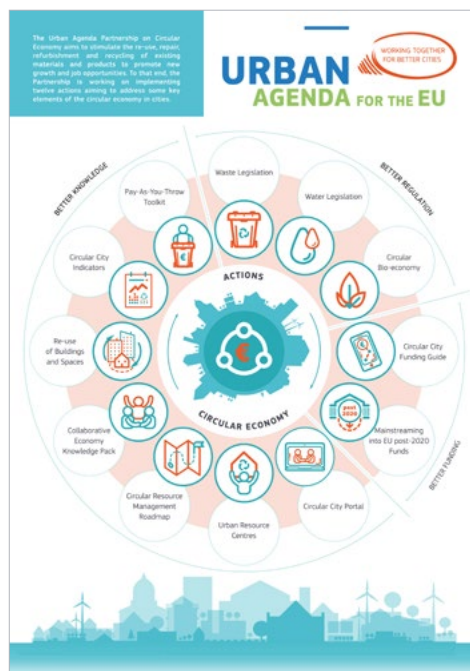 The Urban Agenda Partnership on Circular
Economy aims to stimulate the re-use, repair,
refurbishment and recycling of existing
materials and products to promote new
growth and job opportunities. To that end, the
Partnership is working on implementing
twelve actions aiming to address some key
elements of the circular economy in cities.
WORKING TOGETHER
FOR BETTER CITIES
URBAN
AGENDA FOR THE EU
BETTER KNOWLEDGE
BETTER REGULATION
BETTER FUNDING
Waste Legislation
Water Legislation
Circular
Bio-economy
Circular City
Funding Guide
Mainstreaming
into EU post-2020
Funds
Circular City Portal
Urban Resource
Centres
Circular Resource
Management
Roadmap
Collaborative
Economy
Knowledge Pack
Re-use
of Buildings
and Spaces
Circular City
Indicators
Pay-As-You-Throw
Toolkit
ACTIONS
€
CIRCULAR ECONOMY
post
2020